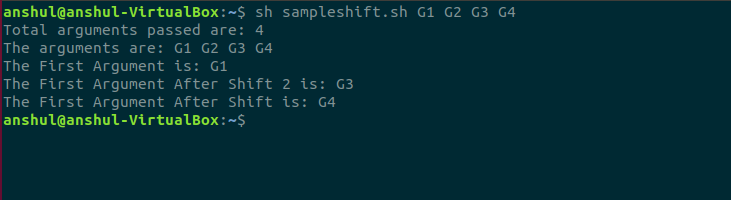 anshul@anshul-VirtualBox:~$ sh sampleshift.sh G1 G2 G3 G4
Total arguments passed are: 4
The arguments are: G1 G2 G3 G4
The First Argument is: G1
The First Argument After Shift 2 is: G3
The First Argument After Shift is: G4
anshul@anshul-VirtualBox:~$